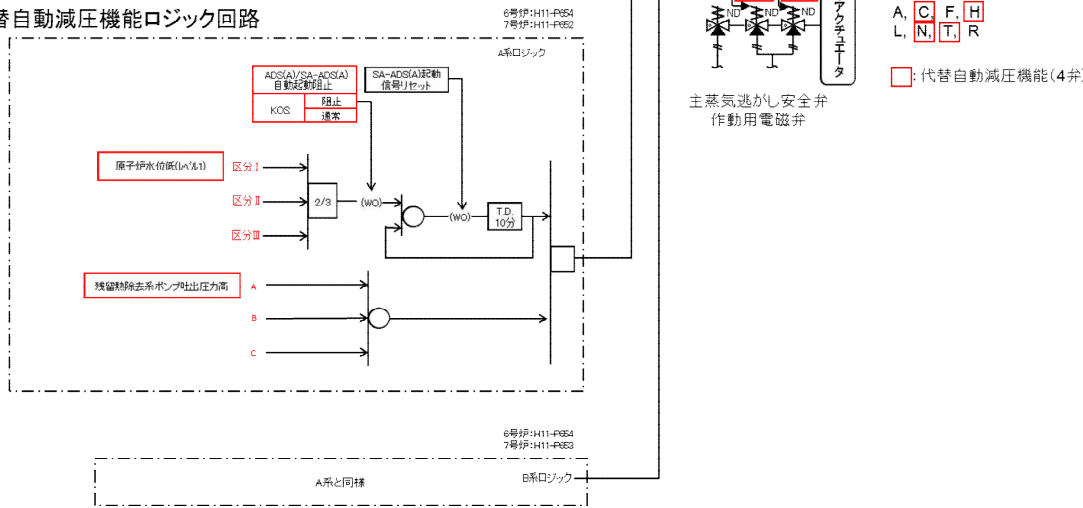 替自動減圧機能ロジック回路
6号炉:H11-P654
7号炉:H11-P652
A系ロジック
ADS(A)/SA-ADS(A)
自動起動阻止
KOS
阻止
通常
SA-ADS(A)起動
信号リセット
原子炉水位低(レベル1)
区分Ⅰ
区分Ⅱ
区分Ⅲ
2/3
(WO)
(WO)
T.D.
10分
残留熱除去系ポンプ吐出圧力高
A
B
C
6号炉:H11-P654
7号炉:H11-P653
A系と同様
B系ロジック
ND
ND
ND
アクチュエータ
主蒸気逃がし安全弁
作動用電磁弁
A, C, F, H
L, N, T, R
:代替自動減圧機能(4弁)